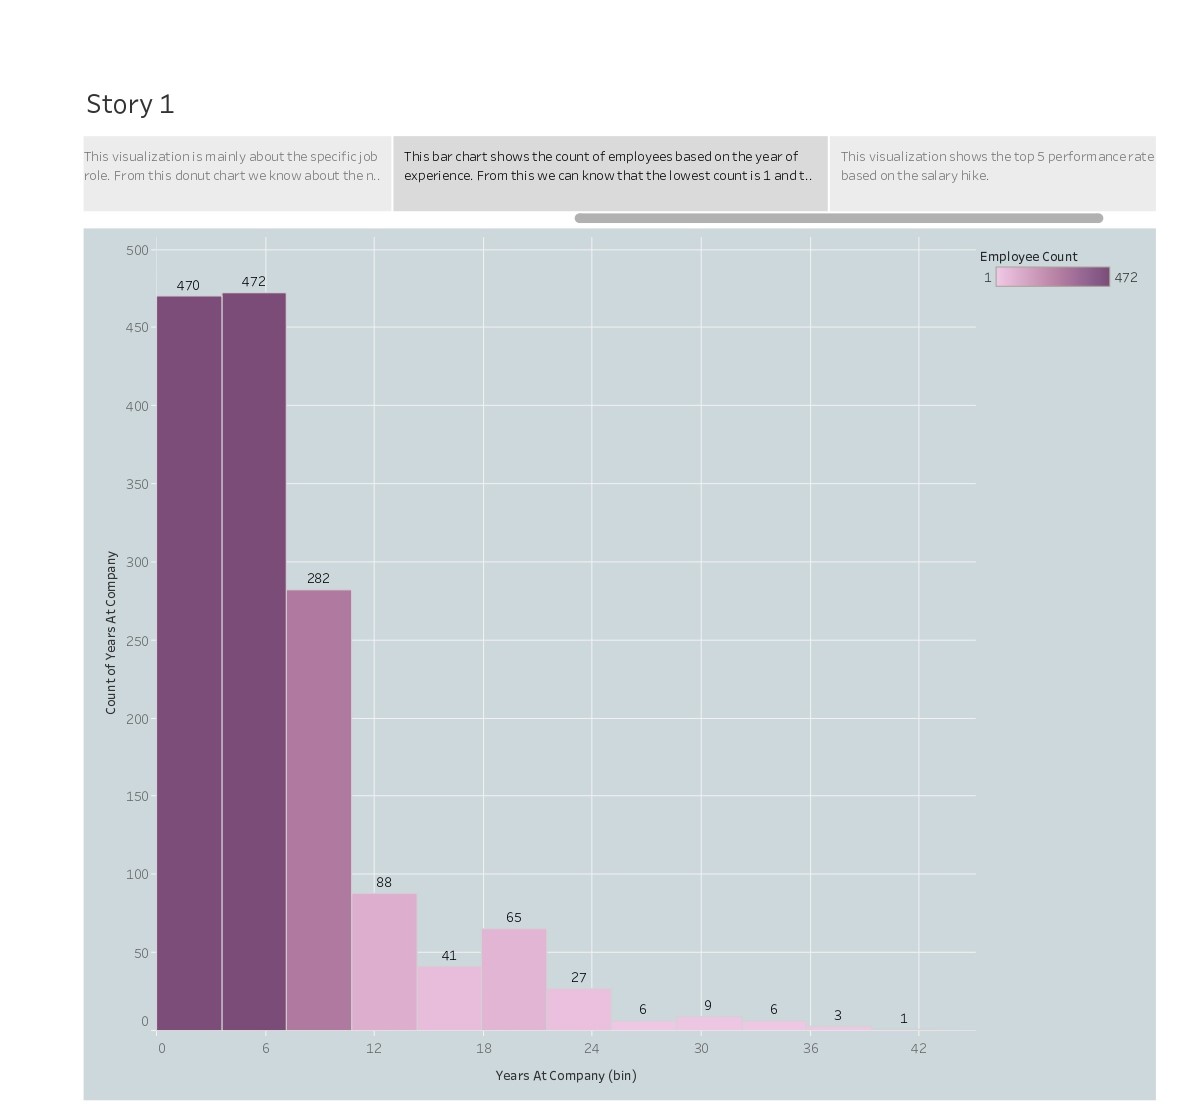 Story 1
This visualization is mainly about the specific job
role. From this donut chart we know about the n..
This bar chart shows the count of employees based on the year of
experience. From this we can know that the lowest count is 1 and t..
This visualization shows the top 5 performance rate
based on the salary hike.
Employee Count
1 472
500
450
400
350
300
250
200
150
100
50
0
Count of Years At Company
470
472
282
88
41
65
27
6
9
6
3
1
0 6 12 18 24 30 36 42
Years At Company (bin)